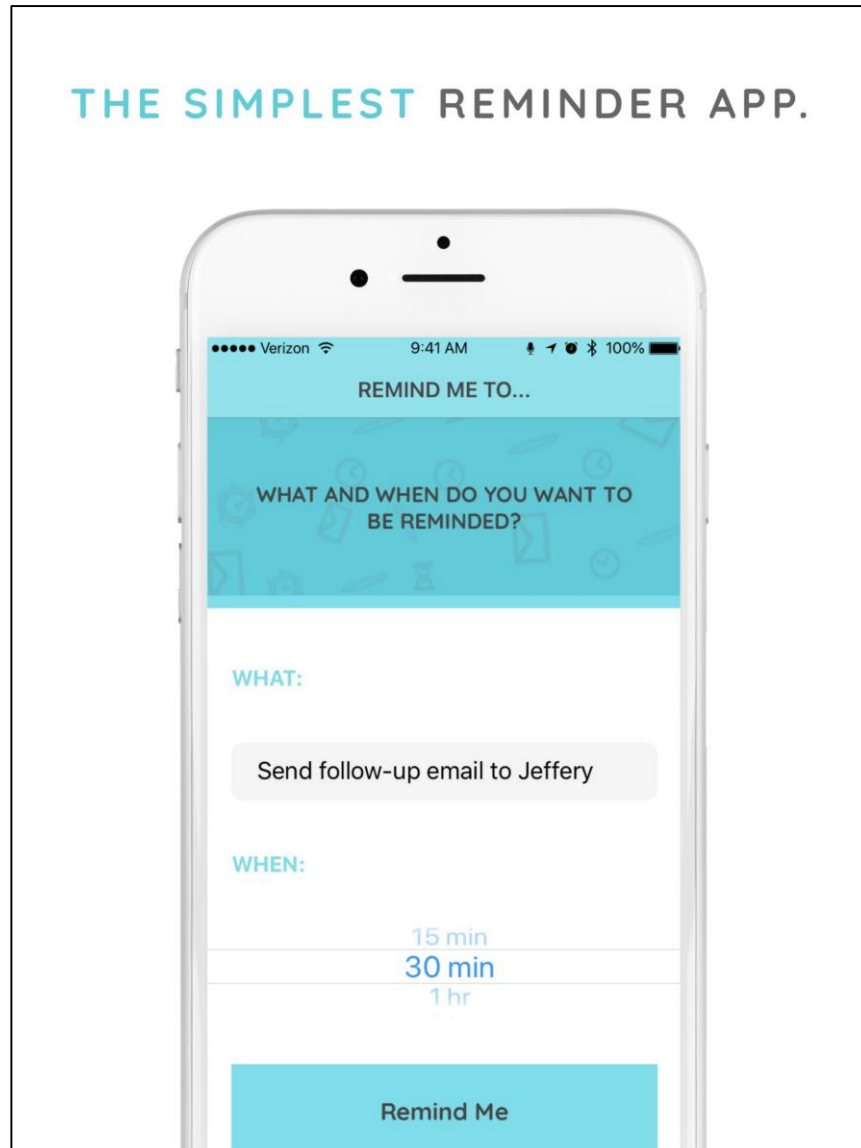 THE SIMPLEST REMINDER APP.
Verizon 9:41 AM 100%
REMIND ME TO...
WHAT AND WHEN DO YOU WANT TO
BE REMINDED?
WHAT:
Send follow-up email to Jeffery
WHEN:
15 min
30 min
1 hr
Remind Me